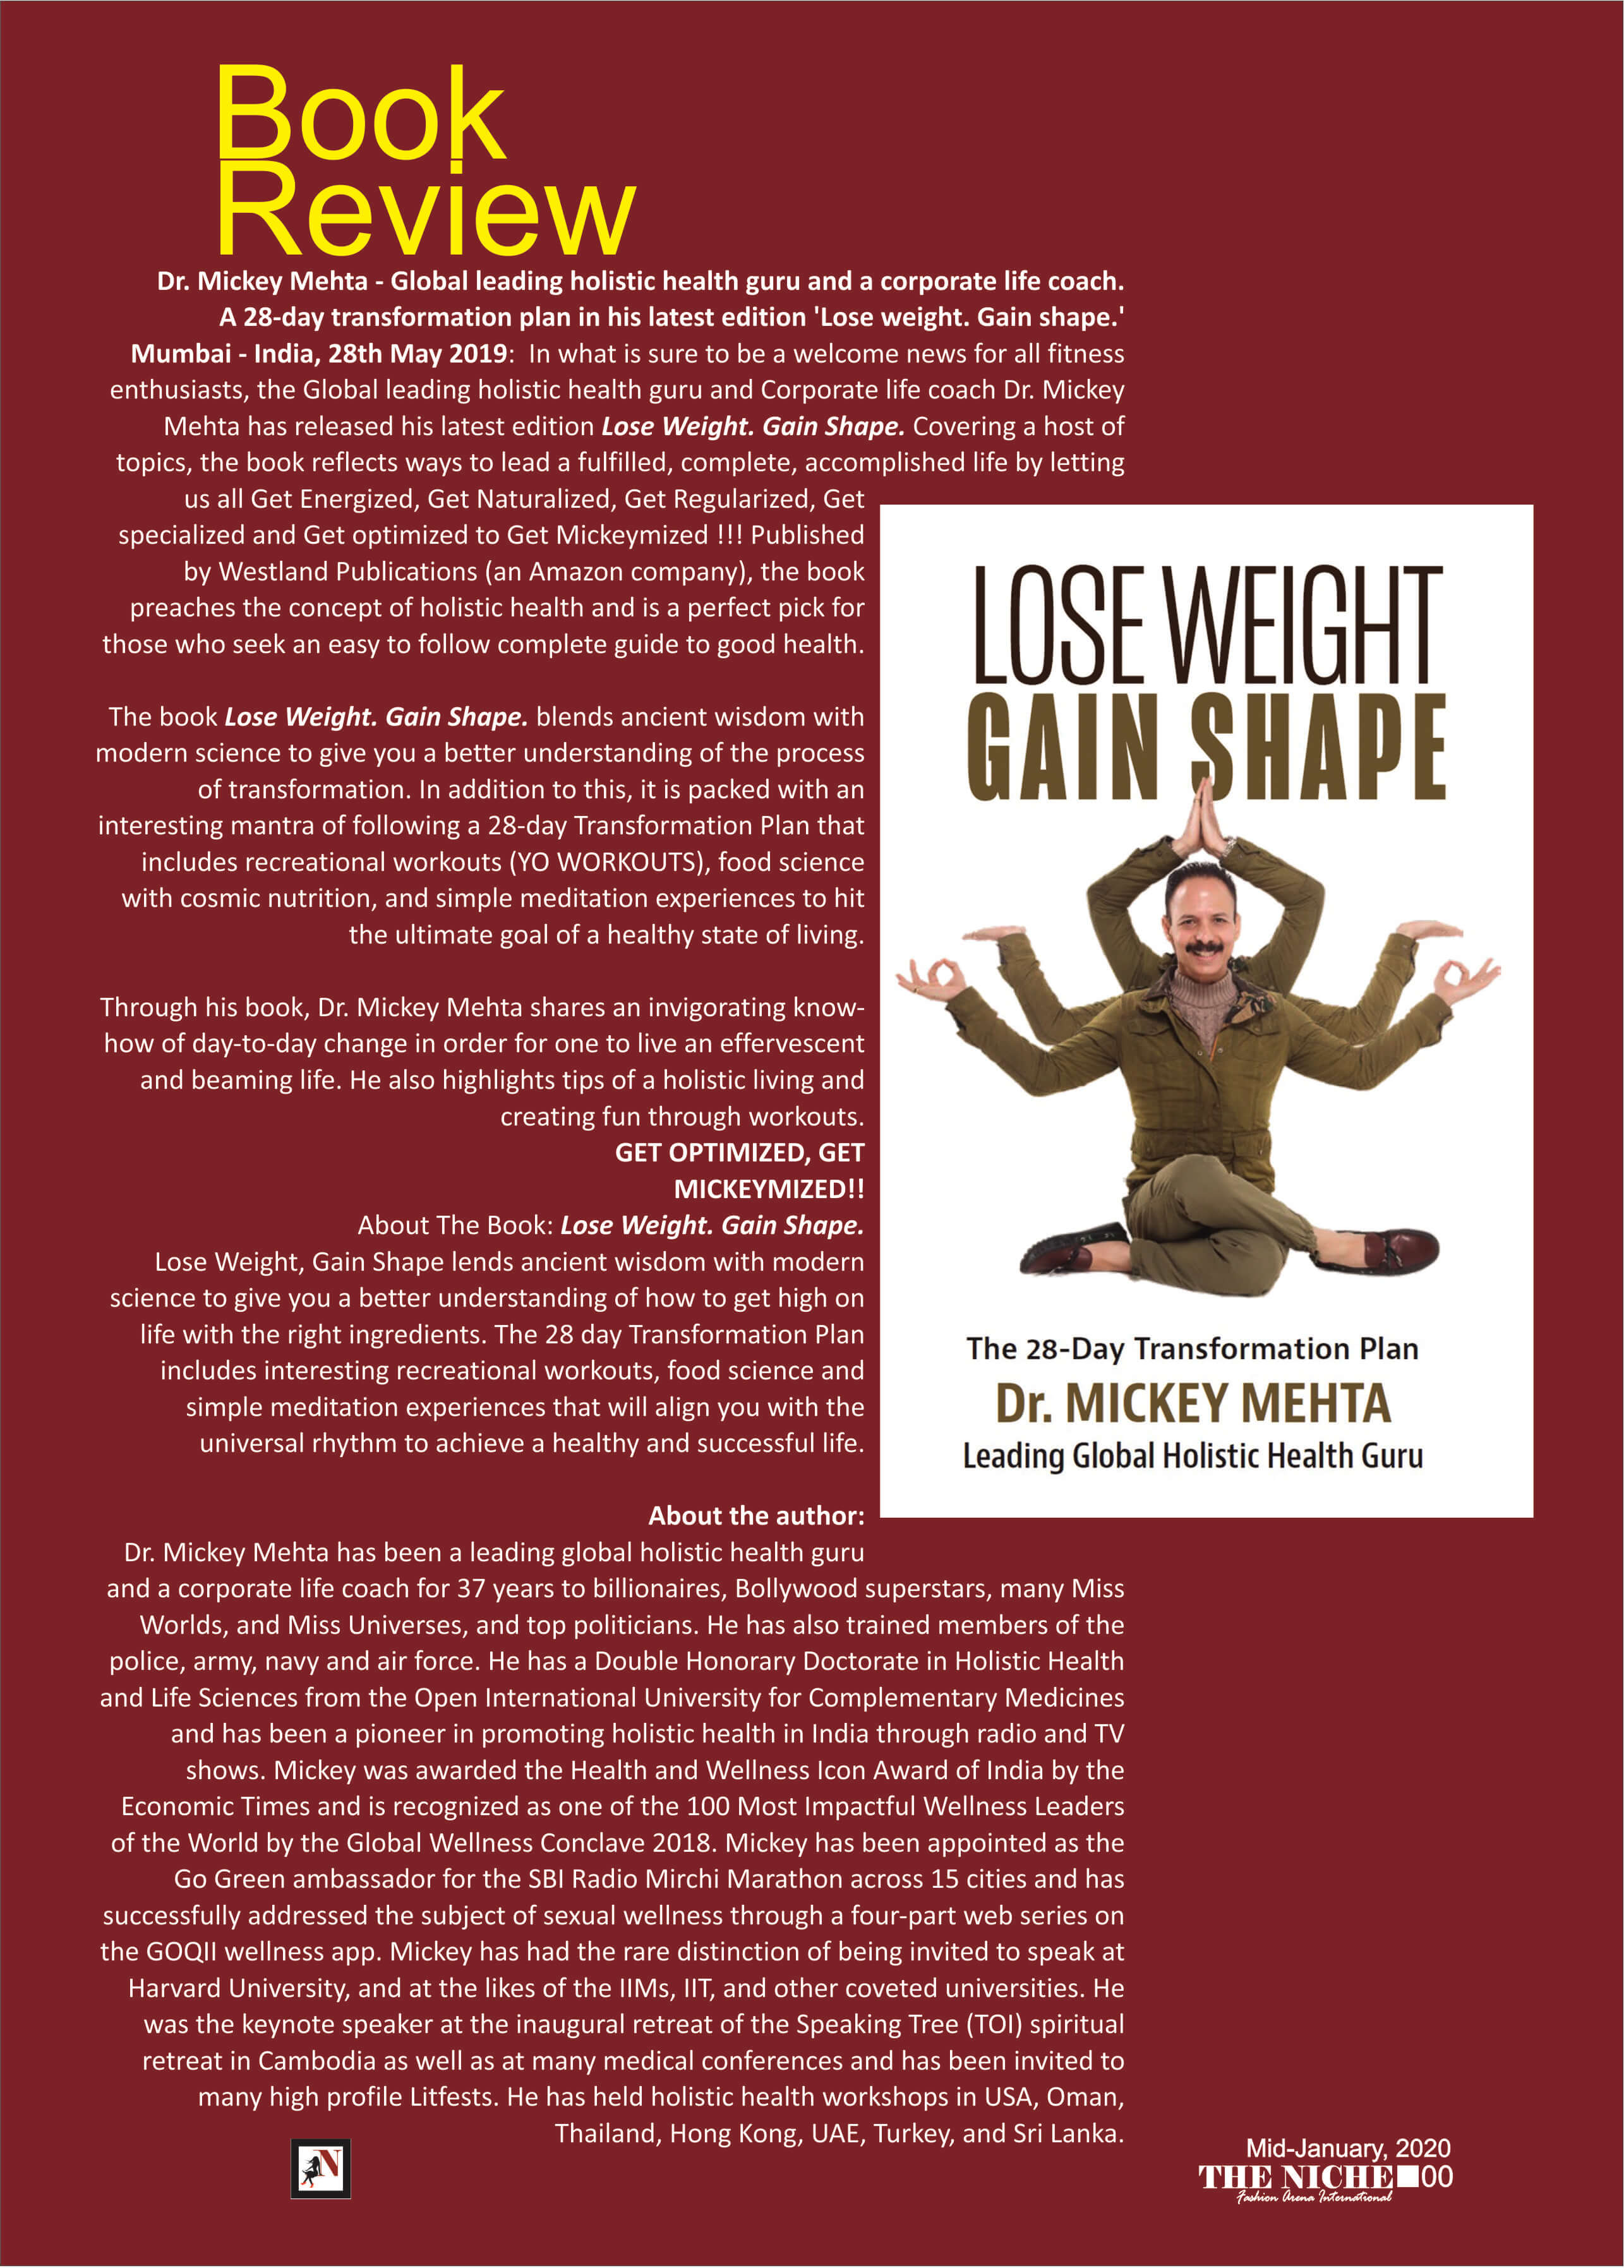 Book
Review
Dr. Mickey Mehta - Global leading holistic health guru and a corporate life coach.
A 28-day transformation plan in his latest edition 'Lose weight. Gain shape.'
Mumbai - India, 28th May 2019: In what is sure to be a welcome news for all fitness
enthusiasts, the Global leading holistic health guru and Corporate life coach Dr. Mickey
Mehta has released his latest edition Lose Weight. Gain Shape. Covering a host of
topics, the book reflects ways to lead a fulfilled, complete, accomplished life by letting
us all Get Energized, Get Naturalized, Get Regularized, Get
specialized and Get optimized to Get Mickeymized !!! Published
by Westland Publications (an Amazon company), the book
preaches the concept of holistic health and is a perfect pick for
those who seek an easy to follow complete guide to good health.
The book Lose Weight. Gain Shape. blends ancient wisdom with
modern science to give you a better understanding of the process
of transformation. In addition to this, it is packed with an
interesting mantra of following a 28-day Transformation Plan that
includes recreational workouts (YO WORKOUTS), food science
with cosmic nutrition, and simple meditation experiences to hit
the ultimate goal of a healthy state of living.
Through his book, Dr. Mickey Mehta shares an invigorating know-
how of day-to-day change in order for one to live an effervescent
and beaming life. He also highlights tips of a holistic living and
creating fun through workouts.
GET OPTIMIZED, GET
MICKEYMIZED!!
About The Book: Lose Weight. Gain Shape.
Lose Weight, Gain Shape lends ancient wisdom with modern
science to give you a better understanding of how to get high on
life with the right ingredients. The 28 day Transformation Plan
includes interesting recreational workouts, food science and
simple meditation experiences that will align you with the
universal rhythm to achieve a healthy and successful life.
About the author:
Dr. Mickey Mehta has been a leading global holistic health guru
and a corporate life coach for 37 years to billionaires, Bollywood superstars, many Miss
Worlds, and Miss Universes, and top politicians. He has also trained members of the
police, army, navy and air force. He has a Double Honorary Doctorate in Holistic Health
and Life Sciences from the Open International University for Complementary Medicines
and has been a pioneer in promoting holistic health in India through radio and TV
shows. Mickey was awarded the Health and Wellness Icon Award of India by the
Economic Times and is recognized as one of the 100 Most Impactful Wellness Leaders
of the World by the Global Wellness Conclave 2018. Mickey has been appointed as the
Go Green ambassador for the SBI Radio Mirchi Marathon across 15 cities and has
successfully addressed the subject of sexual wellness through a four-part web series on
the GOQII wellness app. Mickey has had the rare distinction of being invited to speak at
Harvard University, and at the likes of the IIMs, IIT, and other coveted universities. He
was the keynote speaker at the inaugural retreat of the Speaking Tree (TOI) spiritual
retreat in Cambodia as well as at many medical conferences and has been invited to
many high profile Litfests. He has held holistic health workshops in USA, Oman,
Thailand, Hong Kong, UAE, Turkey, and Sri Lanka.
LOSE WEIGHT
GAIN SHAPE
The 28-Day Transformation Plan
Dr. MICKEY MEHTA
Leading Global Holistic Health Guru
N
Mid-January, 2020
THE NICHE■00
Fashion Arena International